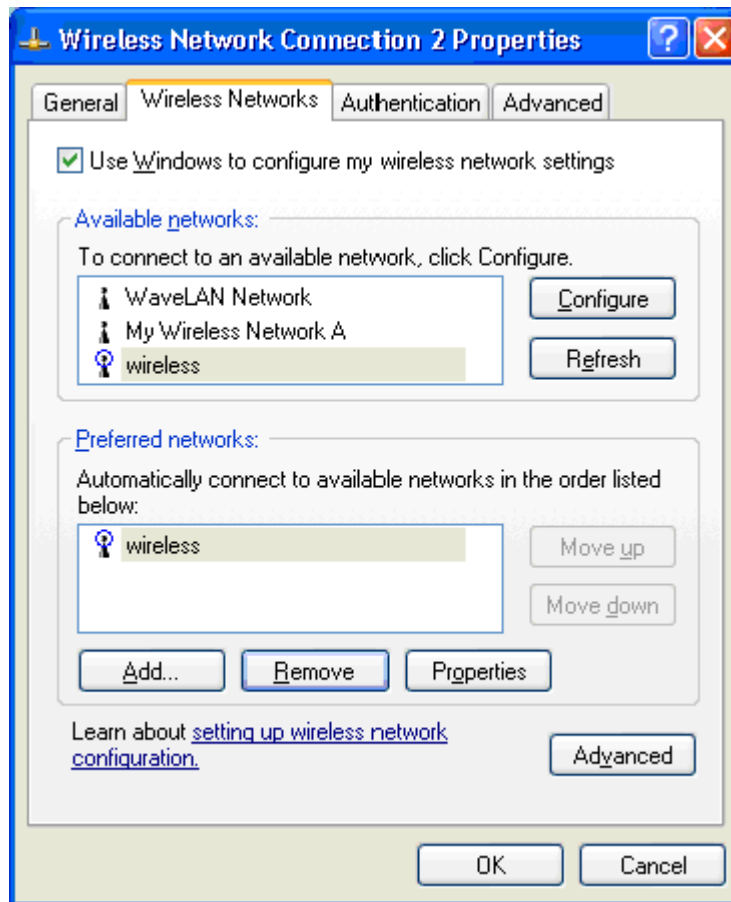 Wireless Network Connection 2 Properties
?
General Wireless Networks Authentication Advanced
Use Windows to configure my wireless network settings
Available networks:
To connect to an available network, click Configure.
WaveLAN Network
My Wireless Network A
wireless
Configure
Refresh
Preferred networks:
Automatically connect to available networks in the order listed
below:
wireless
Move up
Move down
Add... Remove Properties
Learn about setting up wireless network
configuration.
Advanced
OK Cancel